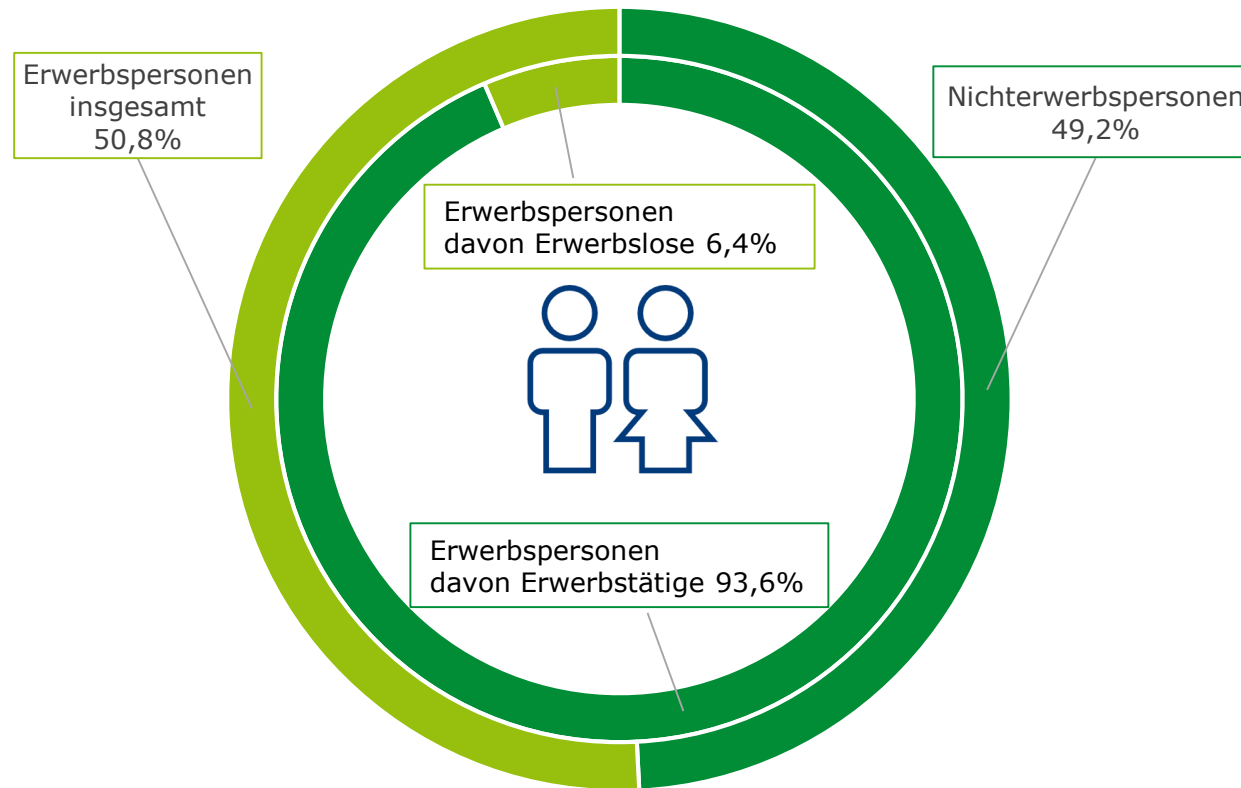 Erwerbspersonen
insgesamt
50,8%
Nichterwerbspersonen
49,2%
Erwerbspersonen
davon Erwerbslose 6,4%
Erwerbspersonen
davon Erwerbstätige 93,6%